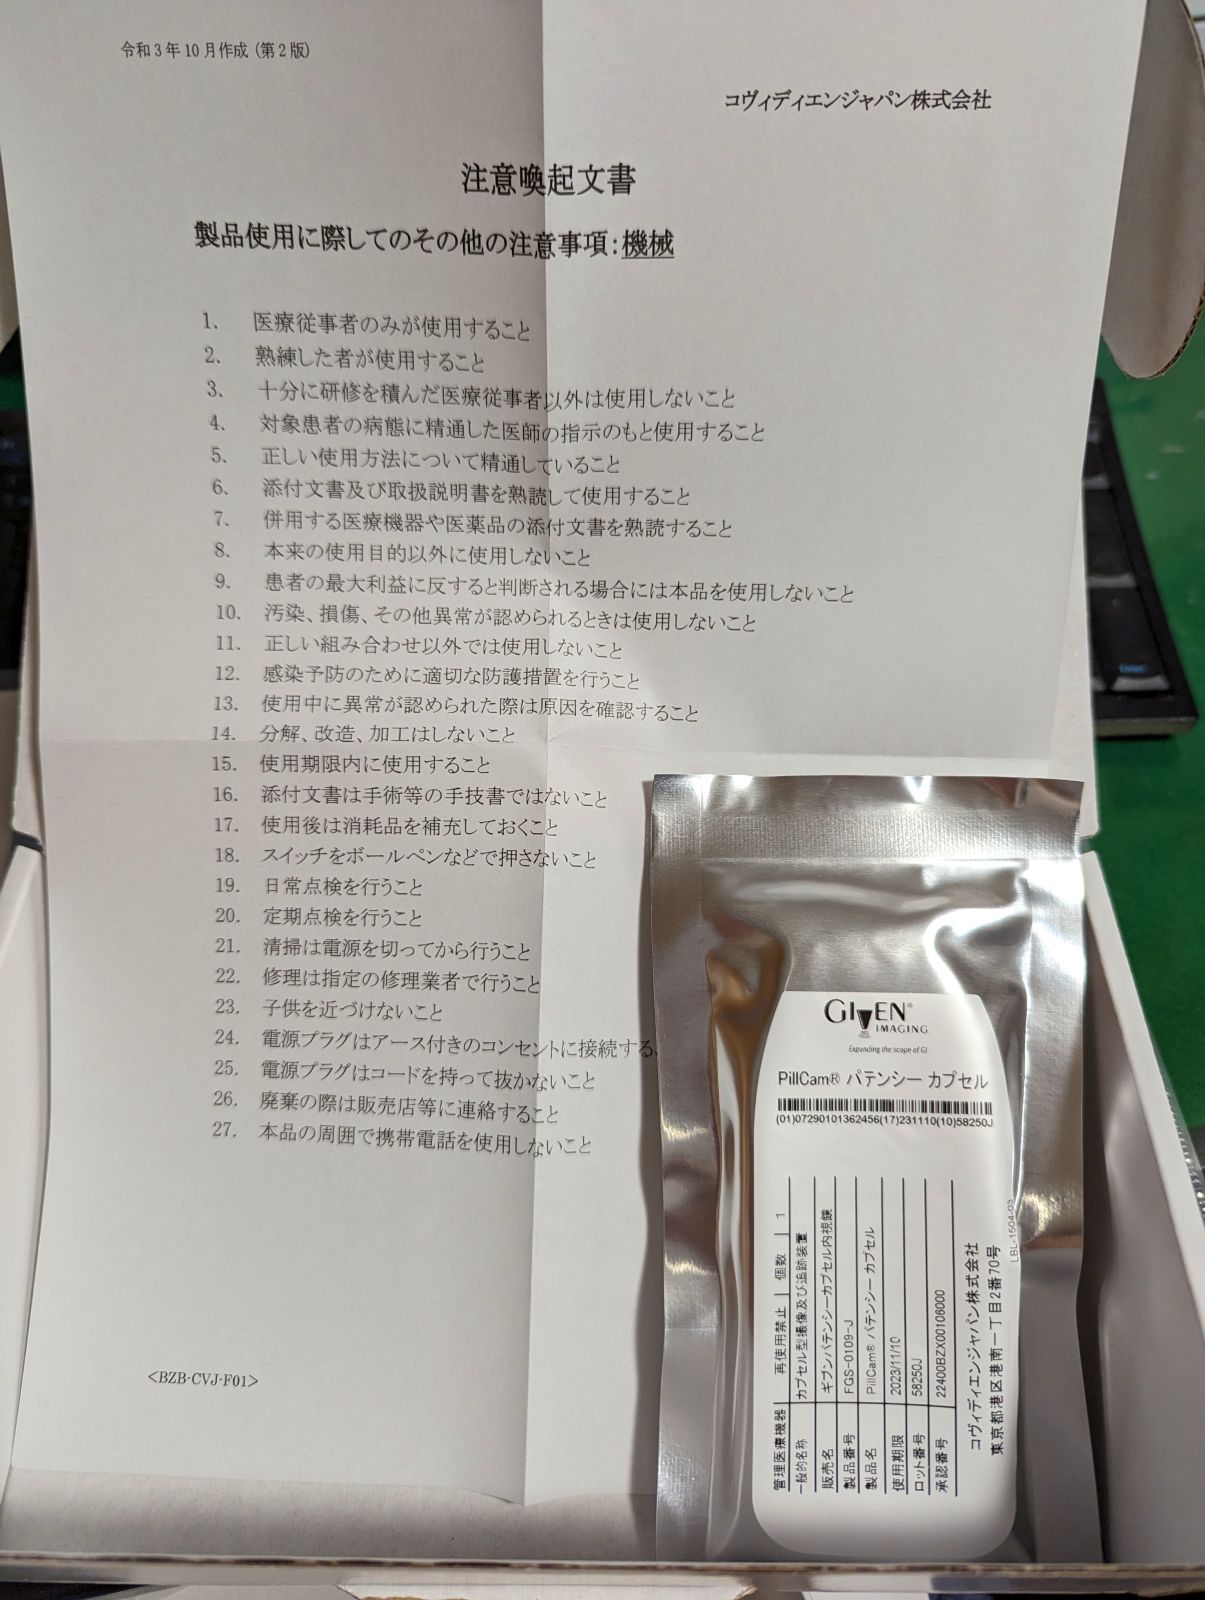 令和3年10月作成(第2版)
コヴィディエンジャパン株式会社
注意喚起文書
製品使用に際してのその他の注意事項:機械
1. 医療従事者のみが使用すること
2. 熟練した者が使用すること
3. 十分に研修を積んだ医療従事者以外は使用しないこと
4. 対象患者の病態に精通した医師の指示のもと使用すること
5. 正しい使用方法について精通していること
6. 添付文書及び取扱説明書を熟読して使用すること
7. 併用する医療機器や医薬品の添付文書を熟読すること
8. 本来の使用目的以外に使用しないこと
9. 患者の最大利益に反すると判断される場合には本品を使用しないこと
10. 汚染、損傷、その他異常が認められるときは使用しないこと
11. 正しい組み合わせ以外では使用しないこと
12. 感染予防のために適切な防護措置を行うこと
13. 使用中に異常が認められた際は原因を確認すること
14. 分解、改造、加工はしないこと
15. 使用期限内に使用すること
16. 添付文書は手術等の手技書ではないこと
17. 使用後は消耗品を補充しておくこと
18. スイッチをボールペンなどで押さないこと
19. 日常点検を行うこと
20. 定期点検を行うこと
21. 清掃は電源を切ってから行うこと
22. 修理は指定の修理業者で行うこと
23. 子供を近づけないこと
24. 電源プラグはアース付きのコンセントに接続する
25. 電源プラグはコードを持って抜かないこと
26. 廃棄の際は販売店等に連絡すること
27. 本品の周囲で携帯電話を使用しないこと
<BZB-CVJ-F01>
GIVEN®
IMAGING
Expanding the scope of GI
PillCam® パテンシー カプセル
(01)07290101362456(17)231110(10)58250J
管理医療機器 再使用禁止 個数 1
一般的名称 カプセル型撮像及び追跡装置
販売名 ギブンパテンシーカプセル内視鏡
製品番号 FGS-0109-J
製品名 PillCam® パテンシー カプセル
使用期限 2023/11/10
ロット番号 58250J
承認番号 22400BZX00106000
コヴィディエンジャパン株式会社
東京都港区港南一丁目2番70号
LBL-1504-03
Enter